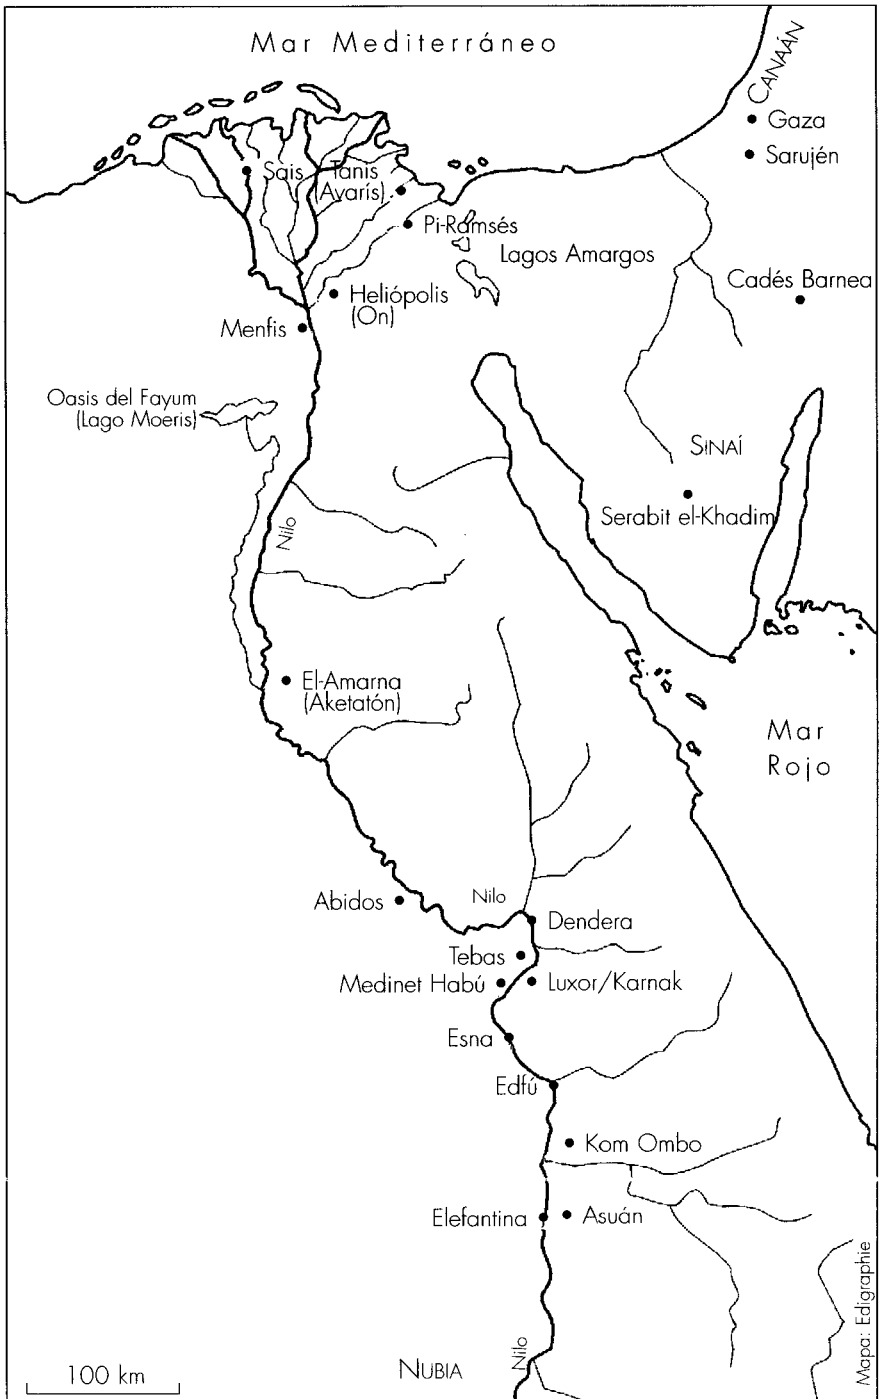 Mar Mediterráneo
CANAÁN
Gaza
Sarujén
Sais
Tanis
(Avarís)
Pi-Ramsés
Lagos Amargos
Cadés Barnea
Heliópolis
(On)
Menfis
Oasis del Fayum
(Lago Moeris)
SINAÍ
Serabit el-Khadim
Nilo
El-Amarna
(Aketatón)
Mar
Rojo
Abidos
Nilo
Dendera
Tebas
Medinet Habú
Luxor/Karnak
Esna
Edfú
Kom Ombo
Elefantina
Asuán
Mapa: Edigraphie
Nilo
NUBIA
100 km